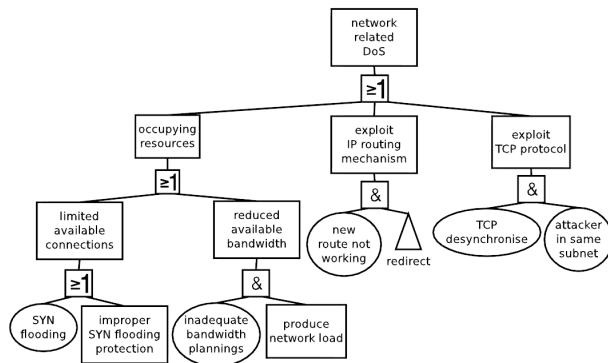 network
related
DoS
≥1
occupying
resources
exploit
IP routing
mechanism
exploit
TCP protocol
≥1
&
&
limited
available
connections
reduced
available
bandwidth
new
route not
working
redirect
TCP
desynchronise
attacker
in same
subnet
≥1
&
SYN
flooding
improper
SYN flooding
protection
inadequate
bandwidth
plannings
produce
network load